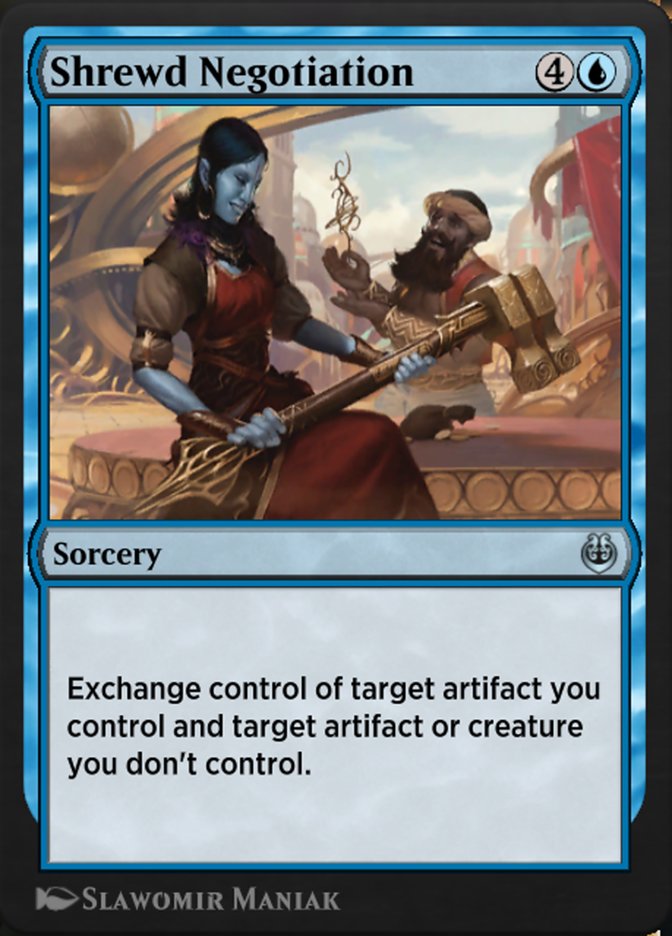 Shrewd Negotiation 4
Sorcery
Exchange control of target artifact you
control and target artifact or creature
you don't control.
Slawomir Maniak